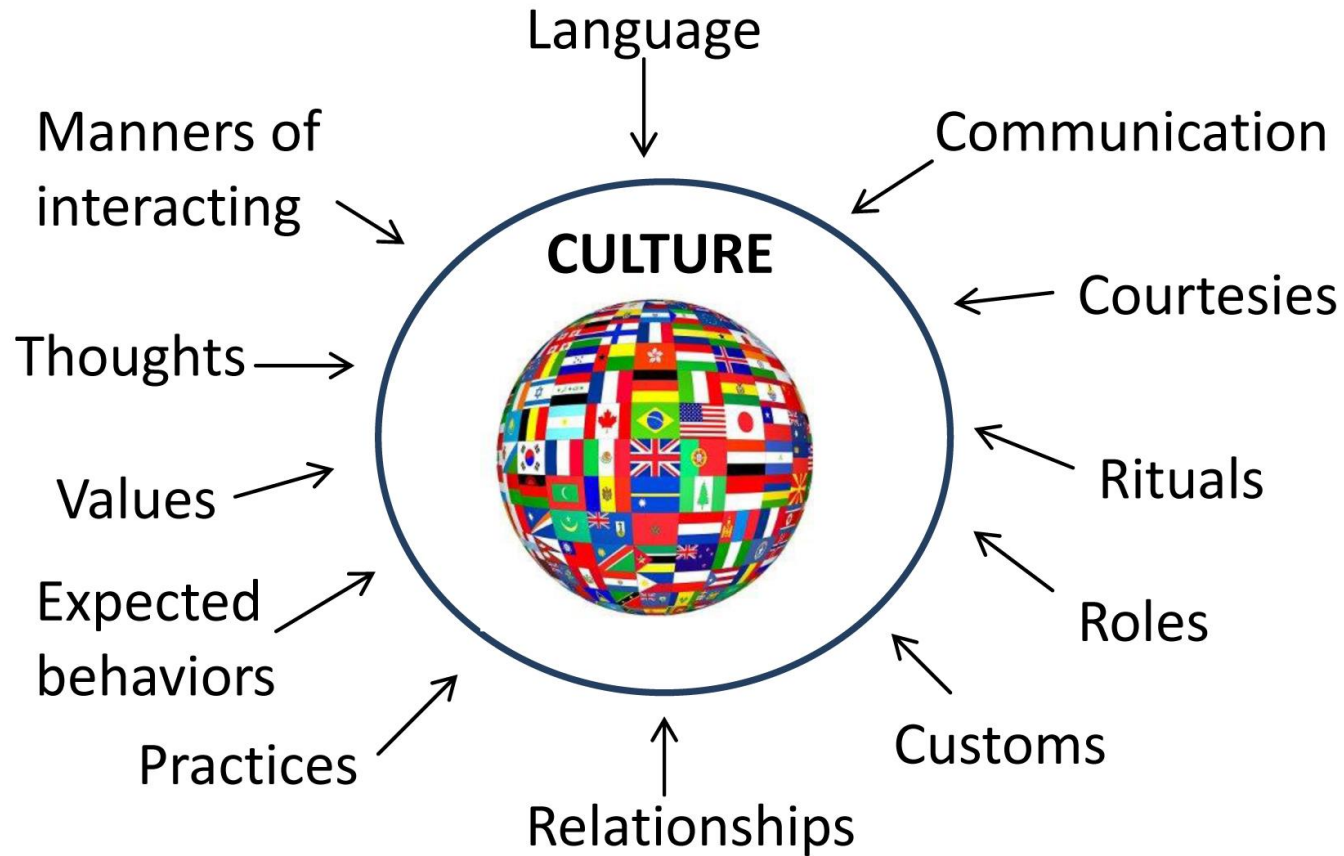 Language
Manners of
interacting
Communication
CULTURE
Courtesies
Thoughts
Values
Rituals
Expected
behaviors
Roles
Practices
Customs
Relationships